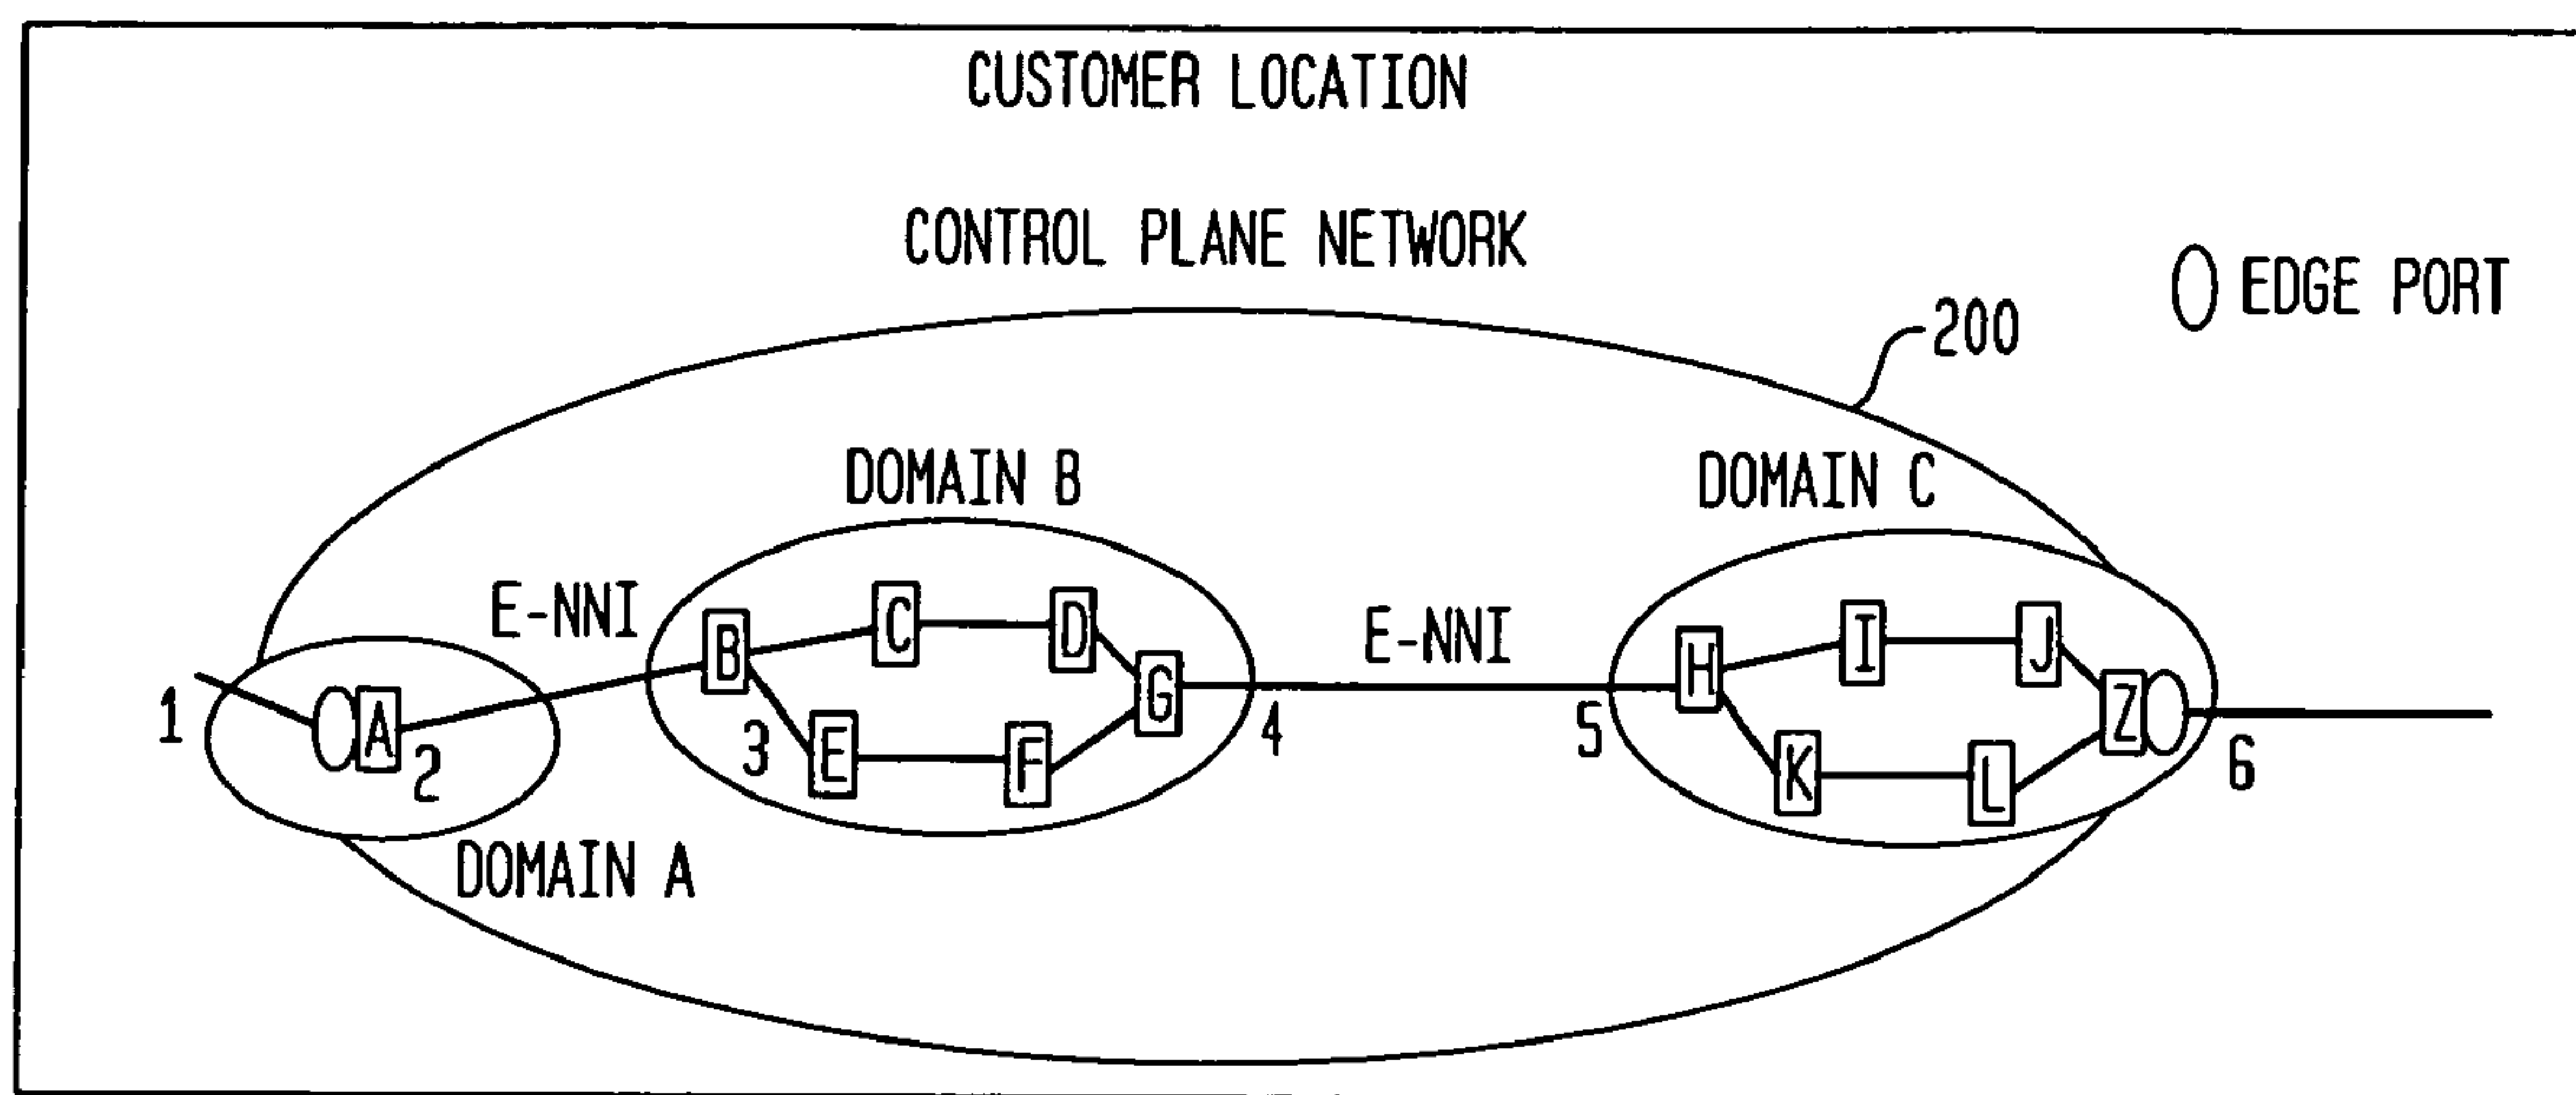 CUSTOMER LOCATION
CONTROL PLANE NETWORK
EDGE PORT
200
DOMAIN B
DOMAIN C
E-NNI
E-NNI
B
C
D
G
E
F
H
I
J
Z
K
L
A
1
2
3
4
5
6
DOMAIN A